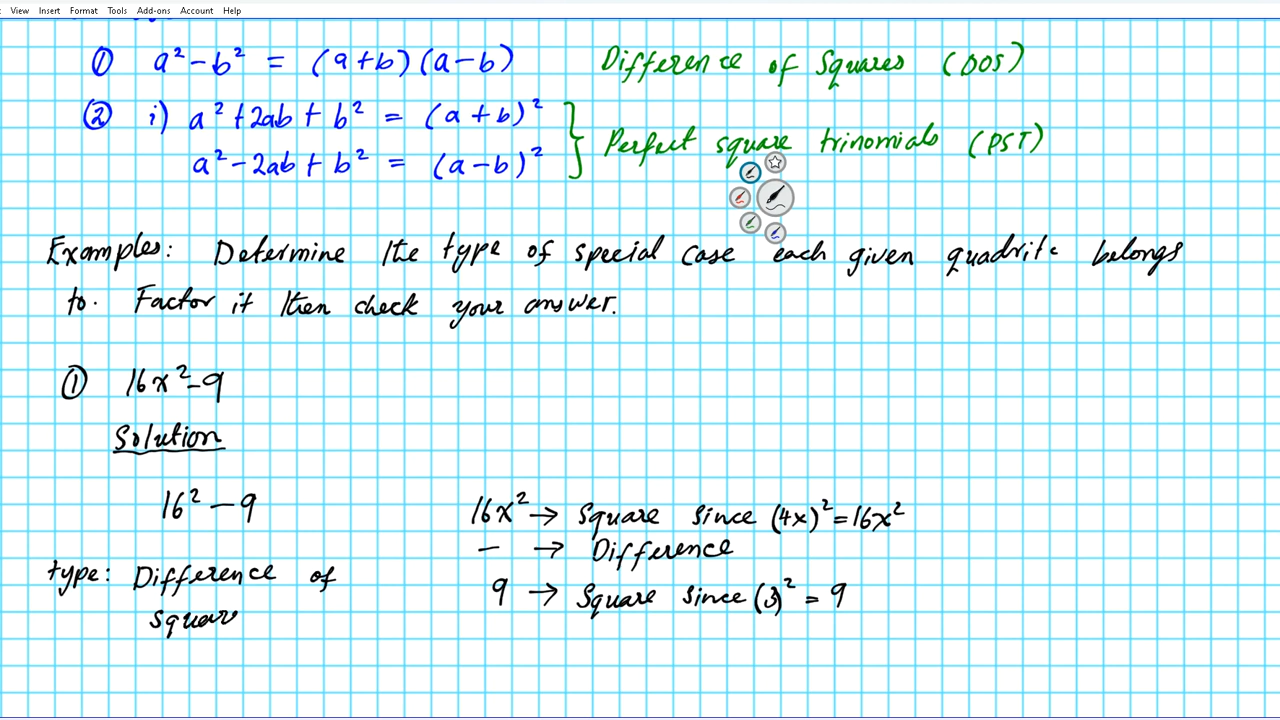 View Insert Format Tools Add-ons Account Help
① a² - b² = (a+b)(a-b) Difference of Squares (DOS)
② i) a² + 2ab + b² = (a+b)²
a² - 2ab + b² = (a-b)² } Perfect square trinomials (PST)
Examples: Determine the type of special case each given quadritc belongs
to. Factor it then check your answer.
① 16x² - 9
Solution
16² - 9
16x² → Square since (4x)² = 16x²
- → Difference
9 → Square since (3)² = 9
type: Difference of
squar